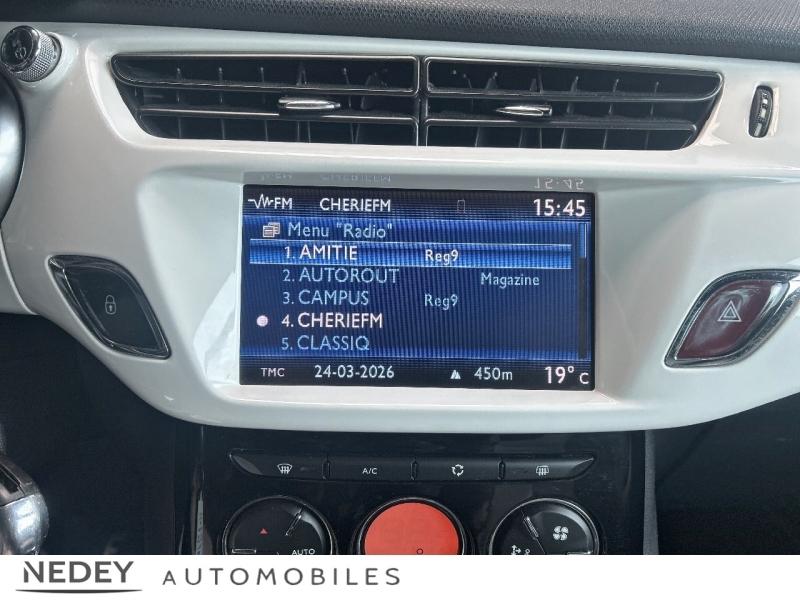 FM CHERIEFM 15:45
Menu "Radio"
1. AMITIE Reg9
2. AUTOROUT Magazine
3. CAMPUS Reg9
4. CHERIEFM
5. CLASSIQ
TMC 24-03-2026 450m 19° C
A/C
AUTO
NEDEY AUTOMOBILES